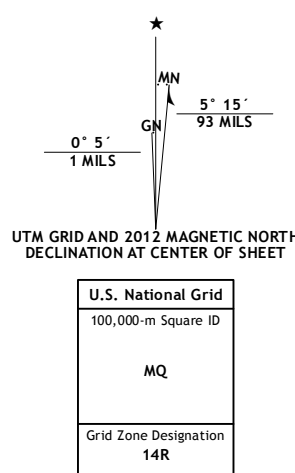 ★
MN
5° 15´
93 MILS
GN
0° 5´
1 MILS
UTM GRID AND 2012 MAGNETIC NORTH
DECLINATION AT CENTER OF SHEET
U.S. National Grid
100,000-m Square ID
MQ
Grid Zone Designation
14R